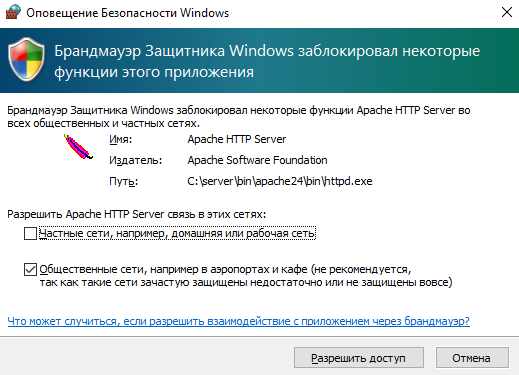 Оповещение Безопасности Windows
Брандмауэр Защитника Windows заблокировал некоторые
функции этого приложения
Брандмауэр Защитника Windows заблокировал некоторые функции Apache HTTP Server во
всех общественных и частных сетях.
Имя: Apache HTTP Server
Издатель: Apache Software Foundation
Путь: C:\server\bin\apache24\bin\httpd.exe
Разрешить Apache HTTP Server связь в этих сетях:
Частные сети, например, домашняя или рабочая сеть
Общественные сети, например в аэропортах и кафе (не рекомендуется,
так как такие сети зачастую защищены недостаточно или не защищены вовсе)
Что может случиться, если разрешить взаимодействие с приложением через брандмауэр?
Разрешить доступ Отмена